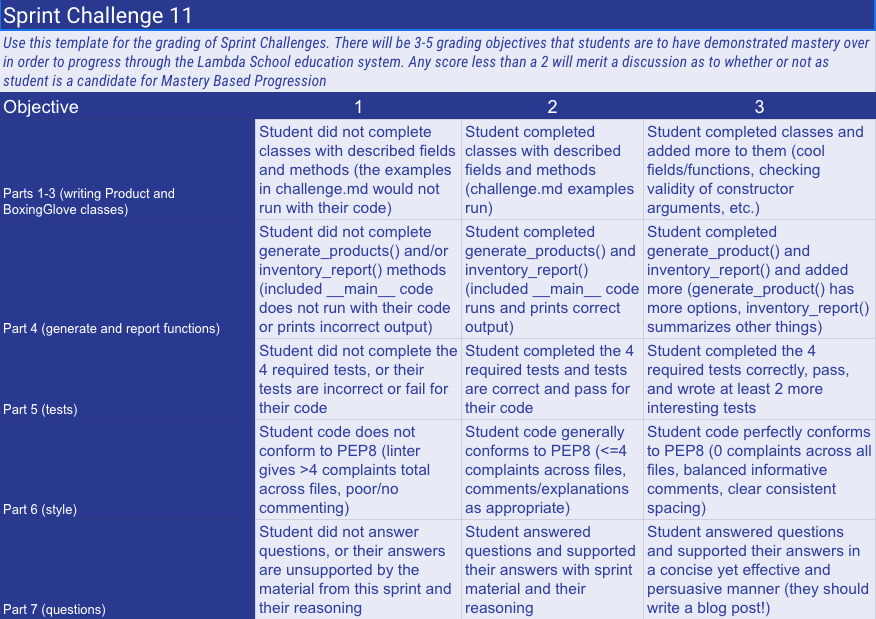 Sprint Challenge 11
Use this template for the grading of Sprint Challenges. There will be 3-5 grading objectives that students are to have demonstrated mastery over
in order to progress through the Lambda School education system. Any score less than a 2 will merit a discussion as to whether or not as
student is a candidate for Mastery Based Progression
Objective 1 2 3
Parts 1-3 (writing Product and
BoxingGlove classes)
Student did not complete
classes with described fields
and methods (the examples
in challenge.md would not
run with their code)
Student completed
classes with described
fields and methods
(challenge.md examples
run)
Student completed classes and
added more to them (cool
fields/functions, checking
validity of constructor
arguments, etc.)
Part 4 (generate and report functions)
Student did not complete
generate_products() and/or
inventory_report() methods
(included __main__ code
does not run with their code
or prints incorrect output)
Student completed
generate_products() and
inventory_report()
(included __main__ code
runs and prints correct
output)
Student completed
generate_product() and
inventory_report() and added
more (generate_product() has
more options, inventory_report()
summarizes other things)
Part 5 (tests)
Student did not complete the
4 required tests, or their
tests are incorrect or fail for
their code
Student completed the 4
required tests and tests
are correct and pass for
their code
Student completed the 4
required tests correctly, pass,
and wrote at least 2 more
interesting tests
Part 6 (style)
Student code does not
conform to PEP8 (linter
gives >4 complaints total
across files, poor/no
commenting)
Student code generally
conforms to PEP8 (<=4
complaints across files,
comments/explanations
as appropriate)
Student code perfectly conforms
to PEP8 (0 complaints across all
files, balanced informative
comments, clear consistent
spacing)
Part 7 (questions)
Student did not answer
questions, or their answers
are unsupported by the
material from this sprint and
their reasoning
Student answered
questions and supported
their answers with sprint
material and their
reasoning
Student answered questions
and supported their answers in
a concise yet effective and
persuasive manner (they should
write a blog post!)